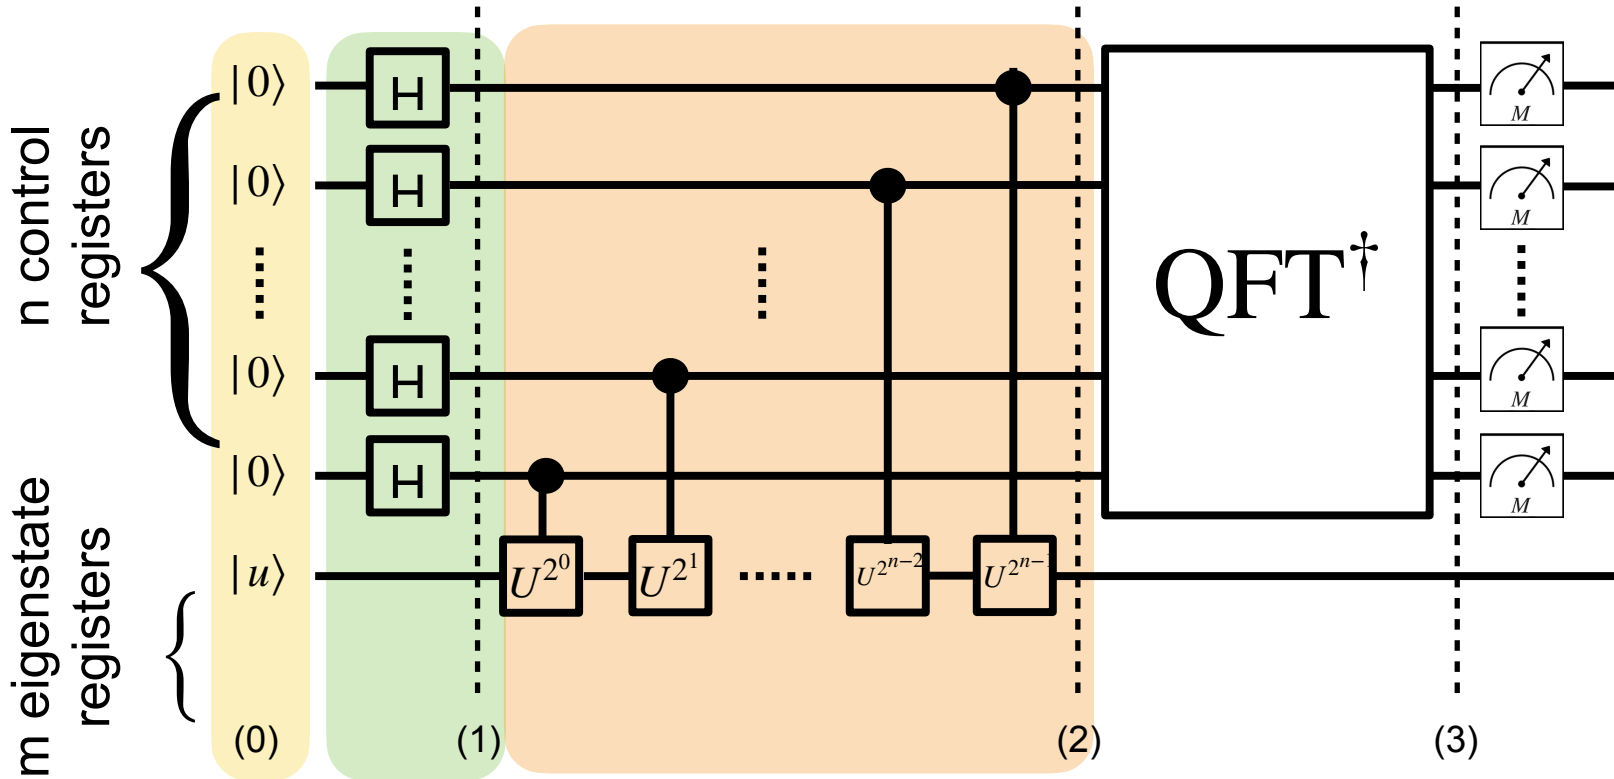 n control
registers
m eigenstate
registers
|0⟩ H M
|0⟩ H M
|0⟩ H M
|0⟩ H M
QFT†
|u⟩ U^{2^0} U^{2^1} U^{2^{n-2}} U^{2^{n-1}}
(0) (1) (2) (3)